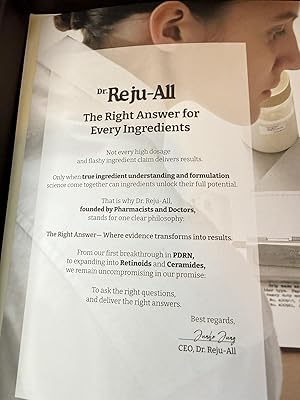 Dr. Reju-All
The Right Answer for
Every Ingredients
Not every high dosage
and flashy ingredient claim delivers results.
Only when true ingredient understanding and formulation
science come together can ingredients unlock their full potential.
That is why Dr. Reju-All,
founded by Pharmacists and Doctors,
stands for one clear philosophy:
The Right Answer— Where evidence transforms into results.
From our first breakthrough in PDRN,
to expanding into Retinoids and Ceramides,
we remain uncompromising in our promise:
To ask the right questions,
and deliver the right answers.
Best regards,
CEO, Dr. Reju-All